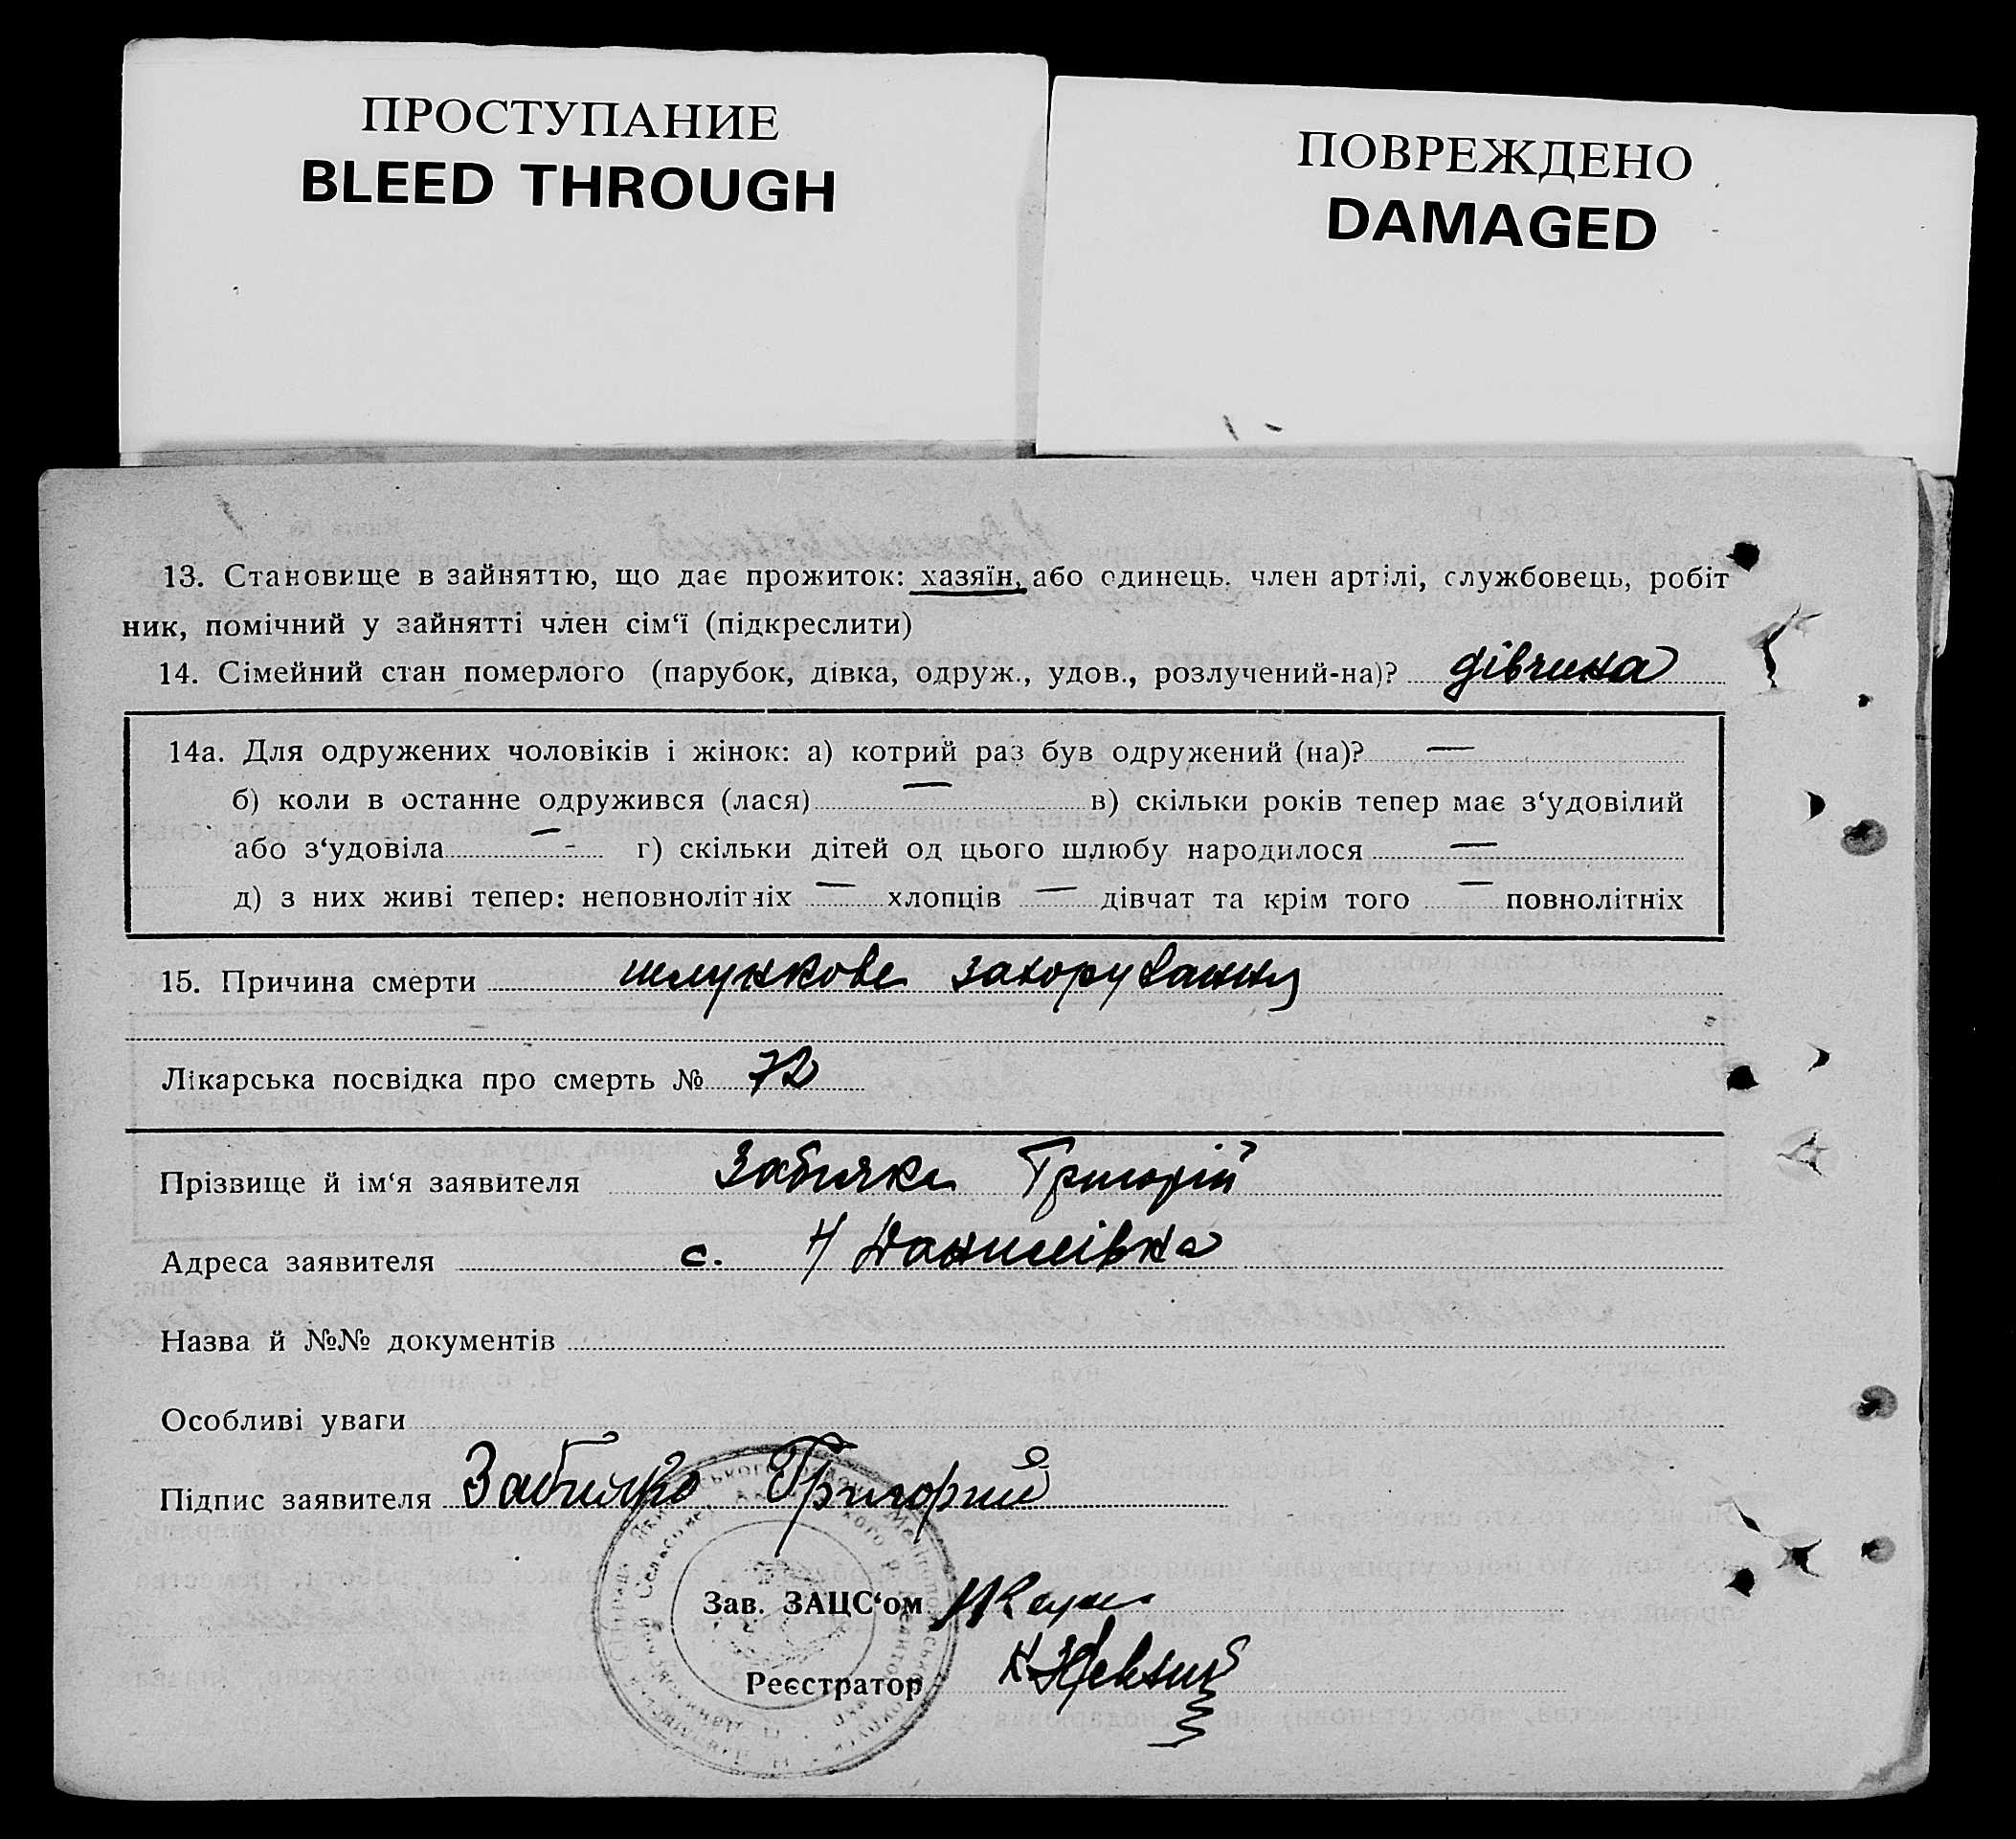 ПРОСТУПАНИЕ
BLEED THROUGH
ПОВРЕЖДЕНО
DAMAGED
13. Становище в зайняттю, що дає прожиток: хазяїн, або одинець, член артілі, службовець, робіт
ник, помічний у зайнятті член сім‘ї (підкреслити)
14. Сімейний стан померлого (парубок, дівка, одруж., удов., розлучений-на)? дівчина
14а. Для одружених чоловіків і жінок: а) котрий раз був одружений (на)? —
б) коли в останне одружився (лася) — в) скільки років тепер має з‘удовілий
або з‘удовіла — г) скільки дітей од цього шлюбу народилося —
д) з них живі тепер: неповнолітніх — хлопців — дівчат та крім того — повнолітніх
15. Причина смерти шлункове захорування
Лікарська посвідка про смерть № 72
Прізвище й ім‘я заявителя Забияка Григорій
Адреса заявителя с. Н Данилівка
Назва й №№ документів
Особливі уваги
Підпис заявителя Забияко Григорий
Зав. ЗАЦС‘ом
Реєстратор